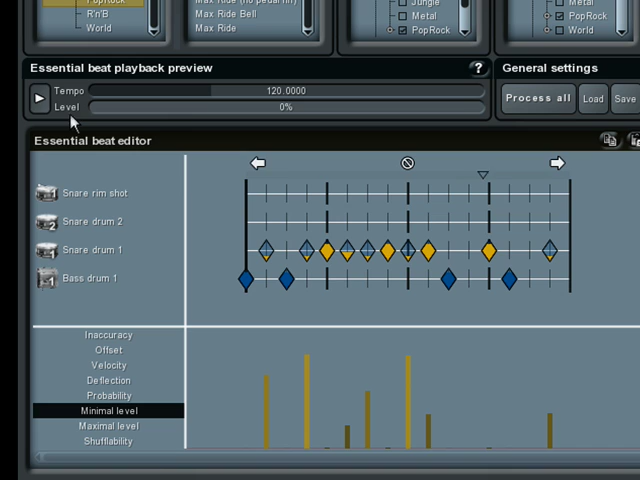 PopRock
R'n'B
World
Max Ride (no pedal hit)
Max Ride Bell
Max Ride
Jungle
Metal
PopRock
Metal
PopRock
World
Essential beat playback preview
?
General settings
Tempo
120.0000
Level
0%
Process all
Load
Save
Essential beat editor
Snare rim shot
Snare drum 2
Snare drum 1
Bass drum 1
Inaccuracy
Offset
Velocity
Deflection
Probability
Minimal level
Maximal level
Shufflability